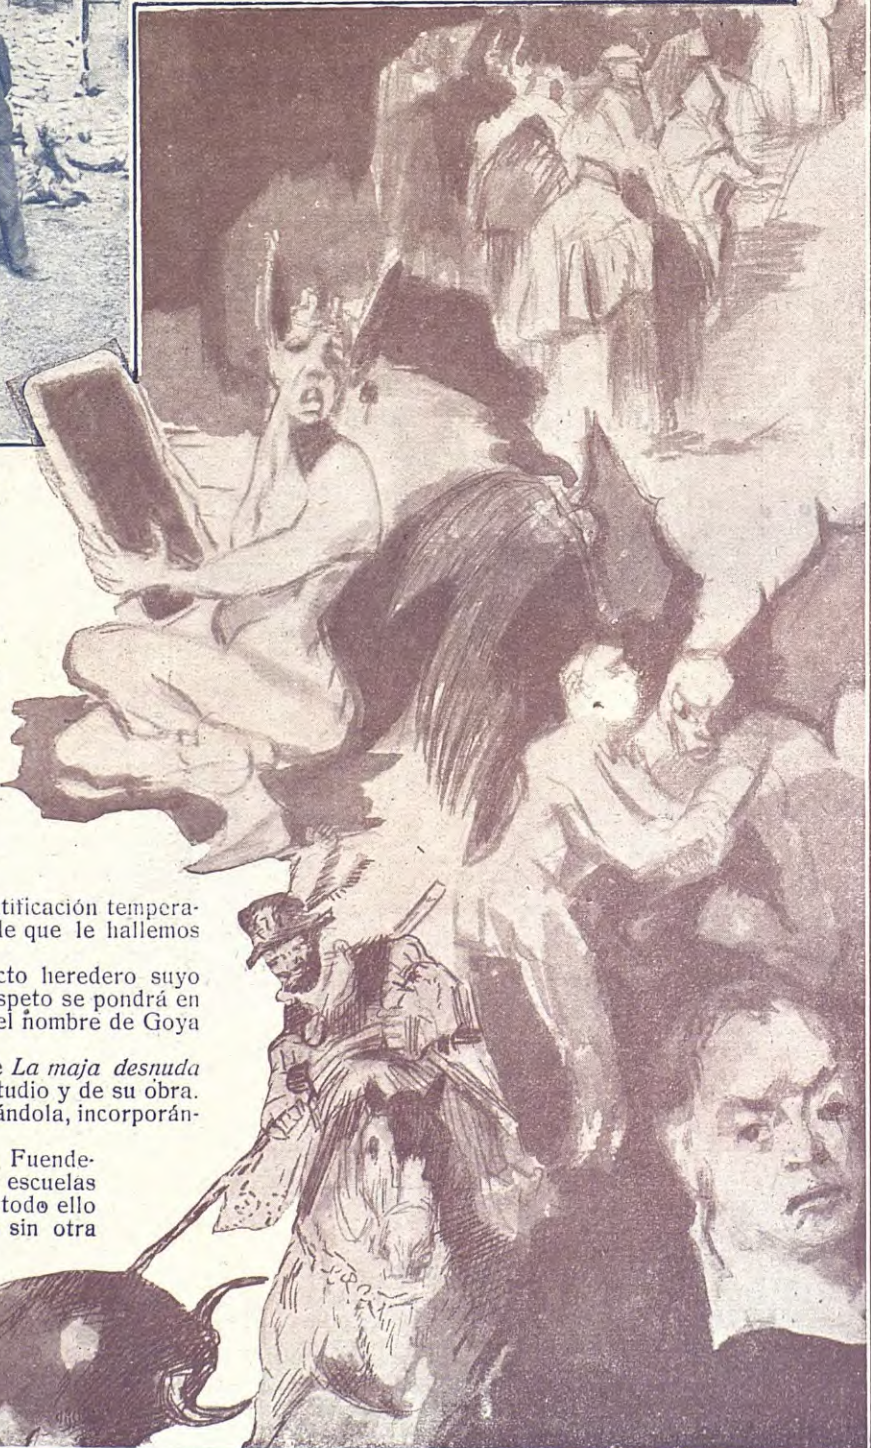 tificación tempera-
le que le hallemos
cto heredero suyo
speto se pondrá en
el nombre de Goya
e La maja desnuda
tudio y de su obra.
ándola, incorporán-
Fuende-
escuelas
todo ello
sin otra